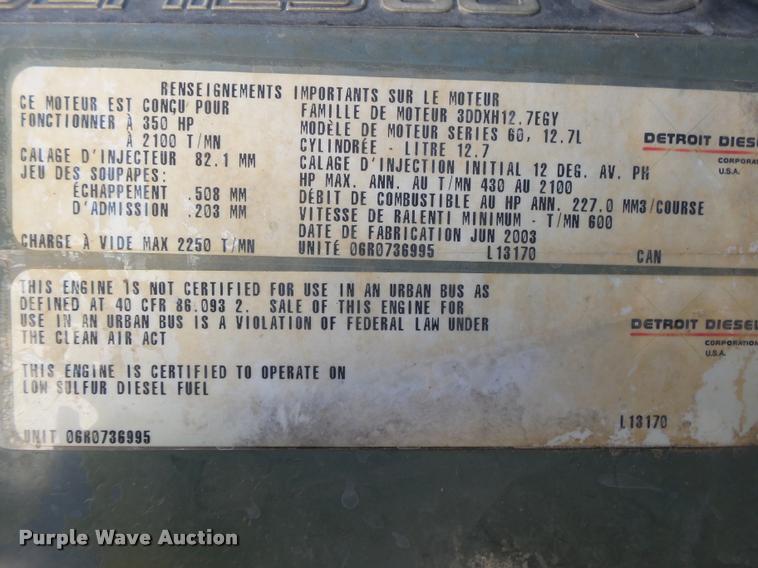 SERIES 60
RENSEIGNEMENTS IMPORTANTS SUR LE MOTEUR
CE MOTEUR EST CONÇU POUR
FONCTIONER À 350 HP
À 2100 T/MN
CALAGE D'INJECTEUR 82.1 MM
JEU DES SOUPAPES:
ÉCHAPPEMENT .508 MM
D'ADMISSION .203 MM
CHARGE À VIDE MAX 2250 T/MN
FAMILLE DE MOTEUR 3DDXH12.7EGY
MODÈLE DE MOTEUR SERIES 60, 12.7L
CYLINDRÉE - LITRE 12.7
CALAGE D'INJECTION INITIAL 12 DEG. AV. PH
HP MAX. ANN. AU T/MN 430 AU 2100
DÉBIT DE COMBUSTIBLE AU HP ANN. 227.0 MM3/COURSE
VITESSE DE RALENTI MINIMUM - T/MN 600
DATE DE FABRICATION JUN 2003
UNITÉ 06R0736995 L13170 CAN
DETROIT DIESEL
CORPORATION
U.S.A.
THIS ENGINE IS NOT CERTIFIED FOR USE IN AN URBAN BUS AS
DEFINED AT 40 CFR 86.093 2. SALE OF THIS ENGINE FOR
USE IN AN URBAN BUS IS A VIOLATION OF FEDERAL LAW UNDER
THE CLEAN AIR ACT
THIS ENGINE IS CERTIFIED TO OPERATE ON
LOW SULFUR DIESEL FUEL
DETROIT DIESEL
CORPORATION
U.S.A.
L13170
UNIT 06R0736995
Purple Wave Auction